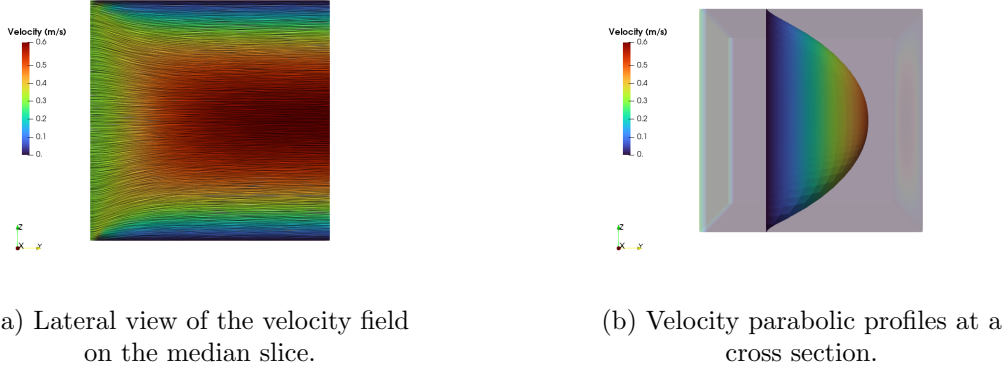 Velocity (m/s)
0.6
0.5
0.4
0.3
0.2
0.1
0.
Z
X
Y
a) Lateral view of the velocity field
on the median slice.
Velocity (m/s)
0.6
0.5
0.4
0.3
0.2
0.1
0.
Z
X
Y
(b) Velocity parabolic profiles at a
cross section.